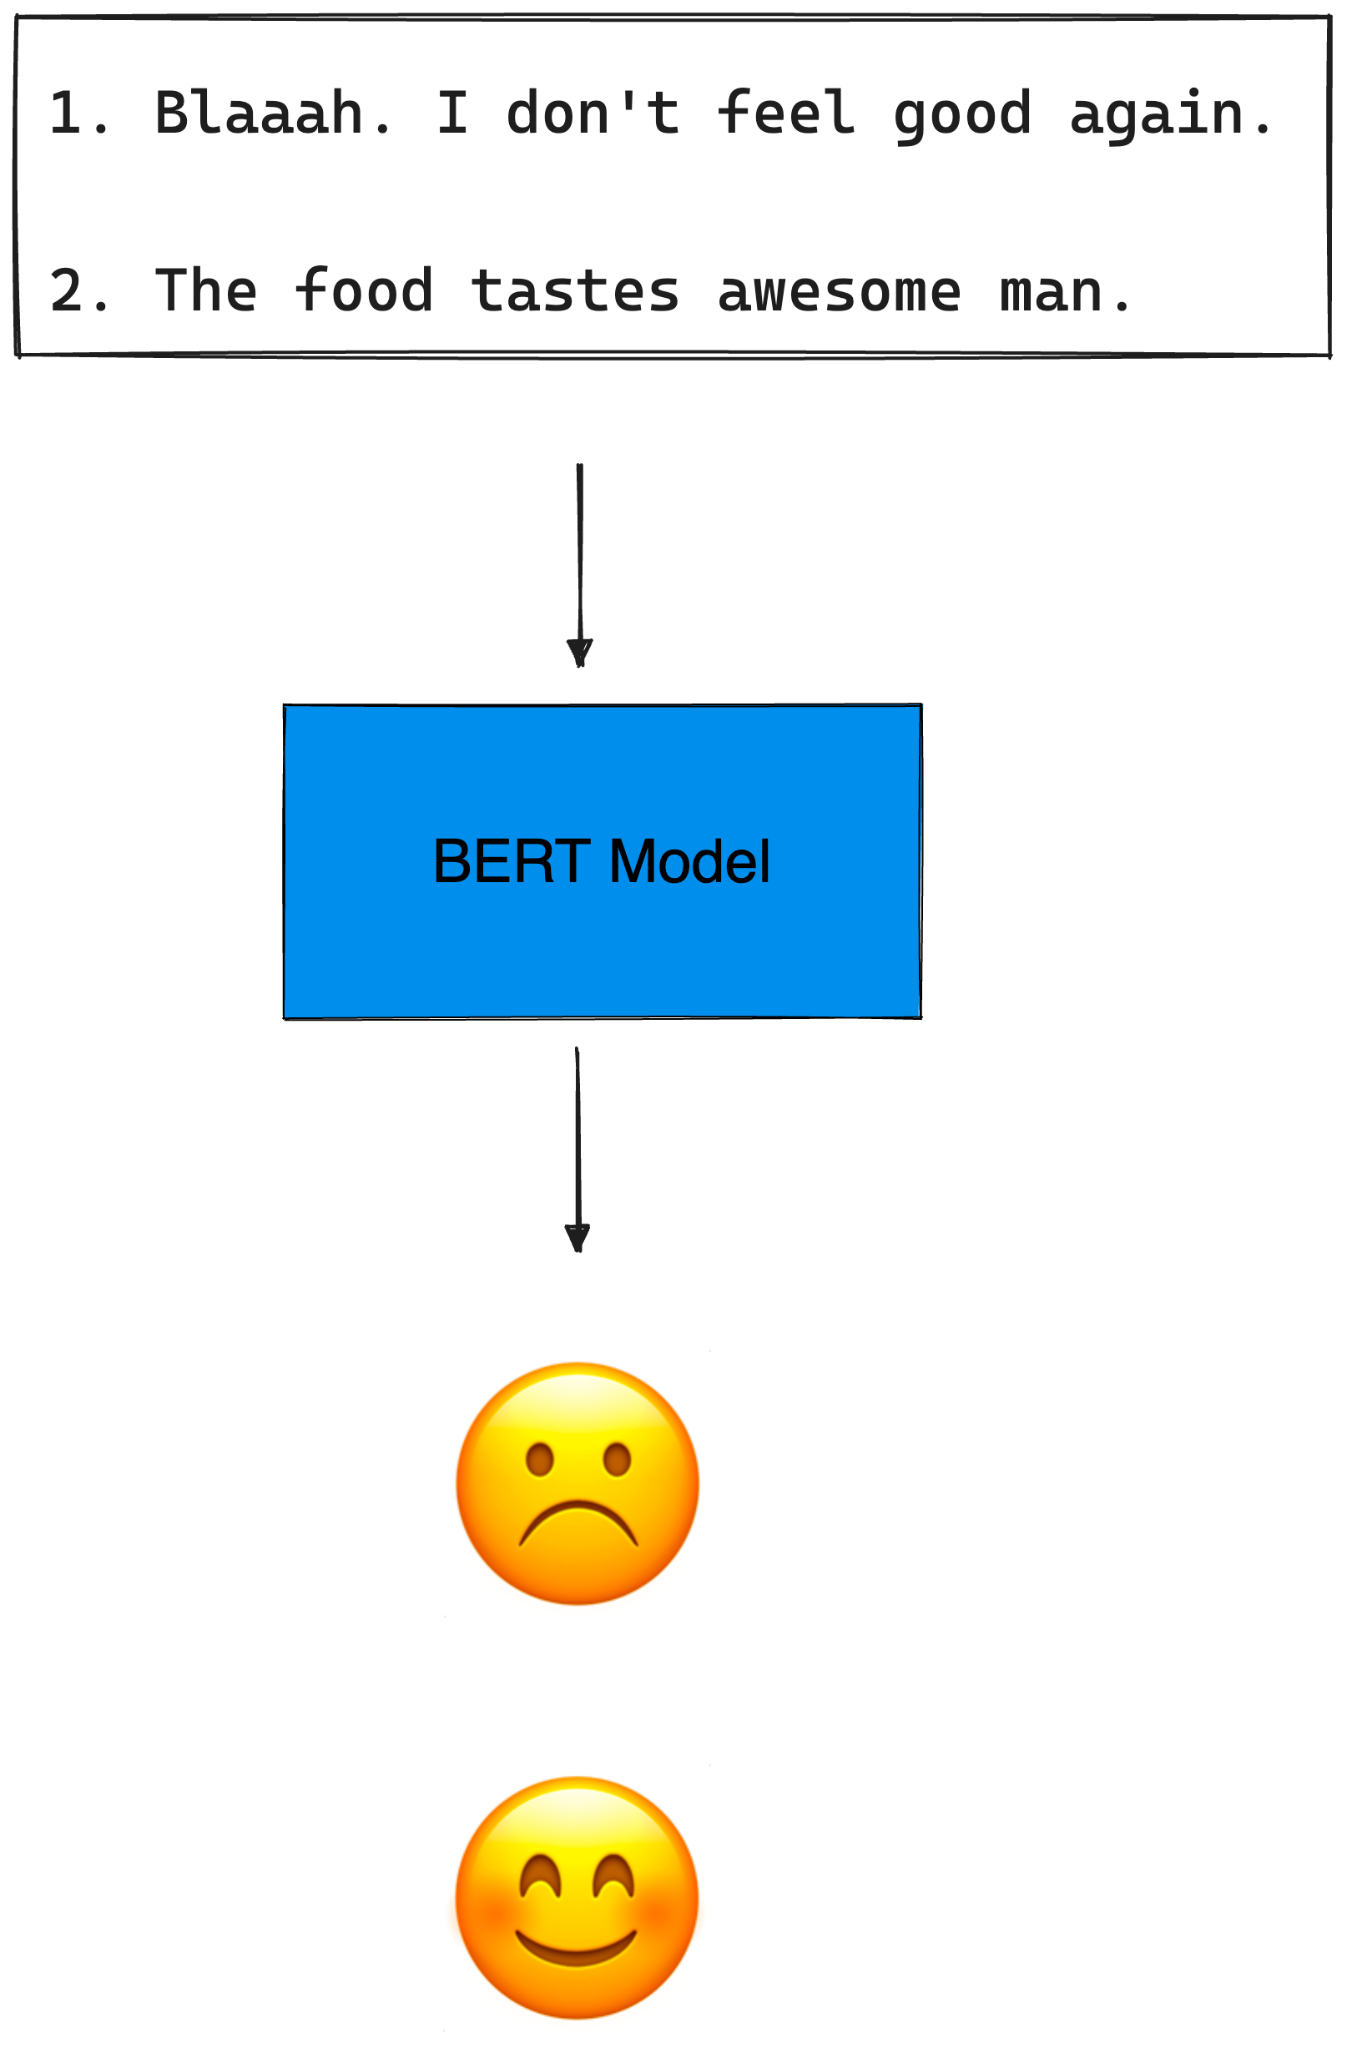 1. Blaaah. I don't feel good again.
2. The food tastes awesome man.
BERT Model